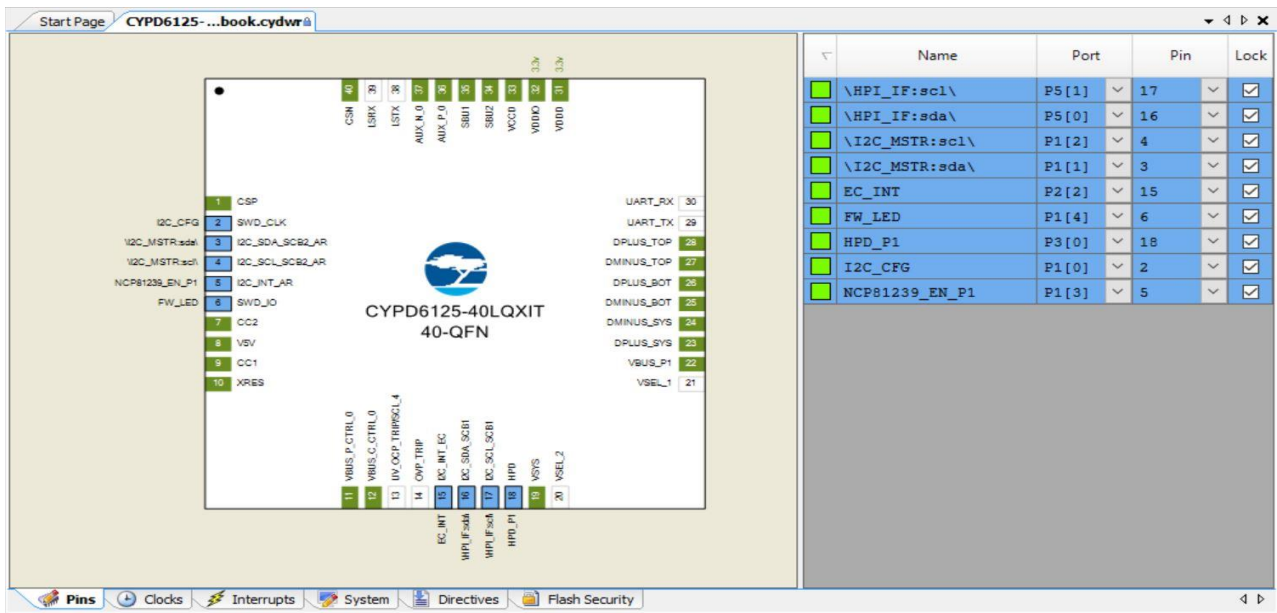 Start Page
CYPD6125-...book.cydwr
3.3v 3.3v
40 39 38 37 36 35 34 33 32 31
CSN LSRX LSTX AUX_N_0 AUX_P_0 SBU1 SBU2 VCCD VDDIO VDDD
1 CSP
I2C_CFG 2 SWD_CLK
\I2C_MSTR:sda\ 3 I2C_SDA_SCB2_AR
\I2C_MSTR:scl\ 4 I2C_SCL_SCB2_AR
NCP81239_EN_P1 5 I2C_INT_AR
FW_LED 6 SWD_IO
7 CC2
8 V5V
9 CC1
10 XRES
CYPD6125-40LQXIT
40-QFN
UART_RX 30
UART_TX 29
DPLUS_TOP 28
DMINUS_TOP 27
DPLUS_BOT 26
DMINUS_BOT 25
DMINUS_SYS 24
DPLUS_SYS 23
VBUS_P1 22
VSEL_1 21
VBUS_P_CTRL_0 VBUS_C_CTRL_0 UV_OCP_TRIP/SCL_4 OVP_TRIP I2C_INT_EC I2C_SDA_SCB1 I2C_SCL_SCB1 HPD VSYS VSEL_2
11 12 13 14 15 16 17 18 19 20
EC_INT \HPI_IF:sda\ \HPI_IF:scl\ HPD_P1
Name Port Pin Lock
\HPI_IF:scl\ P5[1] 17
\HPI_IF:sda\ P5[0] 16
\I2C_MSTR:scl\ P1[2] 4
\I2C_MSTR:sda\ P1[1] 3
EC_INT P2[2] 15
FW_LED P1[4] 6
HPD_P1 P3[0] 18
I2C_CFG P1[0] 2
NCP81239_EN_P1 P1[3] 5
Pins Clocks Interrupts System Directives Flash Security